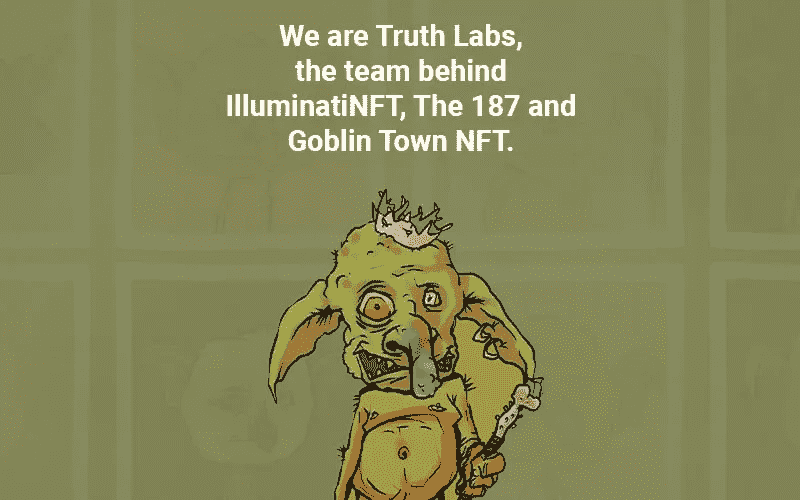 We are Truth Labs,
the team behind
IlluminatiNFT, The 187 and
Goblin Town NFT.